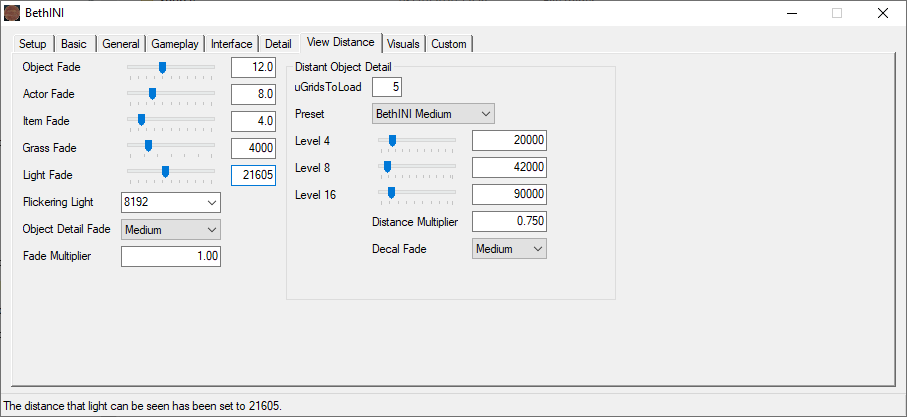 BethINI
Setup Basic General Gameplay Interface Detail View Distance Visuals Custom
Object Fade 12.0
Actor Fade 8.0
Item Fade 4.0
Grass Fade 4000
Light Fade 21605
Flickering Light 8192
Object Detail Fade Medium
Fade Multiplier 1.00
Distant Object Detail
uGridsToLoad 5
Preset BethINI Medium
Level 4 20000
Level 8 42000
Level 16 90000
Distance Multiplier 0.750
Decal Fade Medium
The distance that light can be seen has been set to 21605.